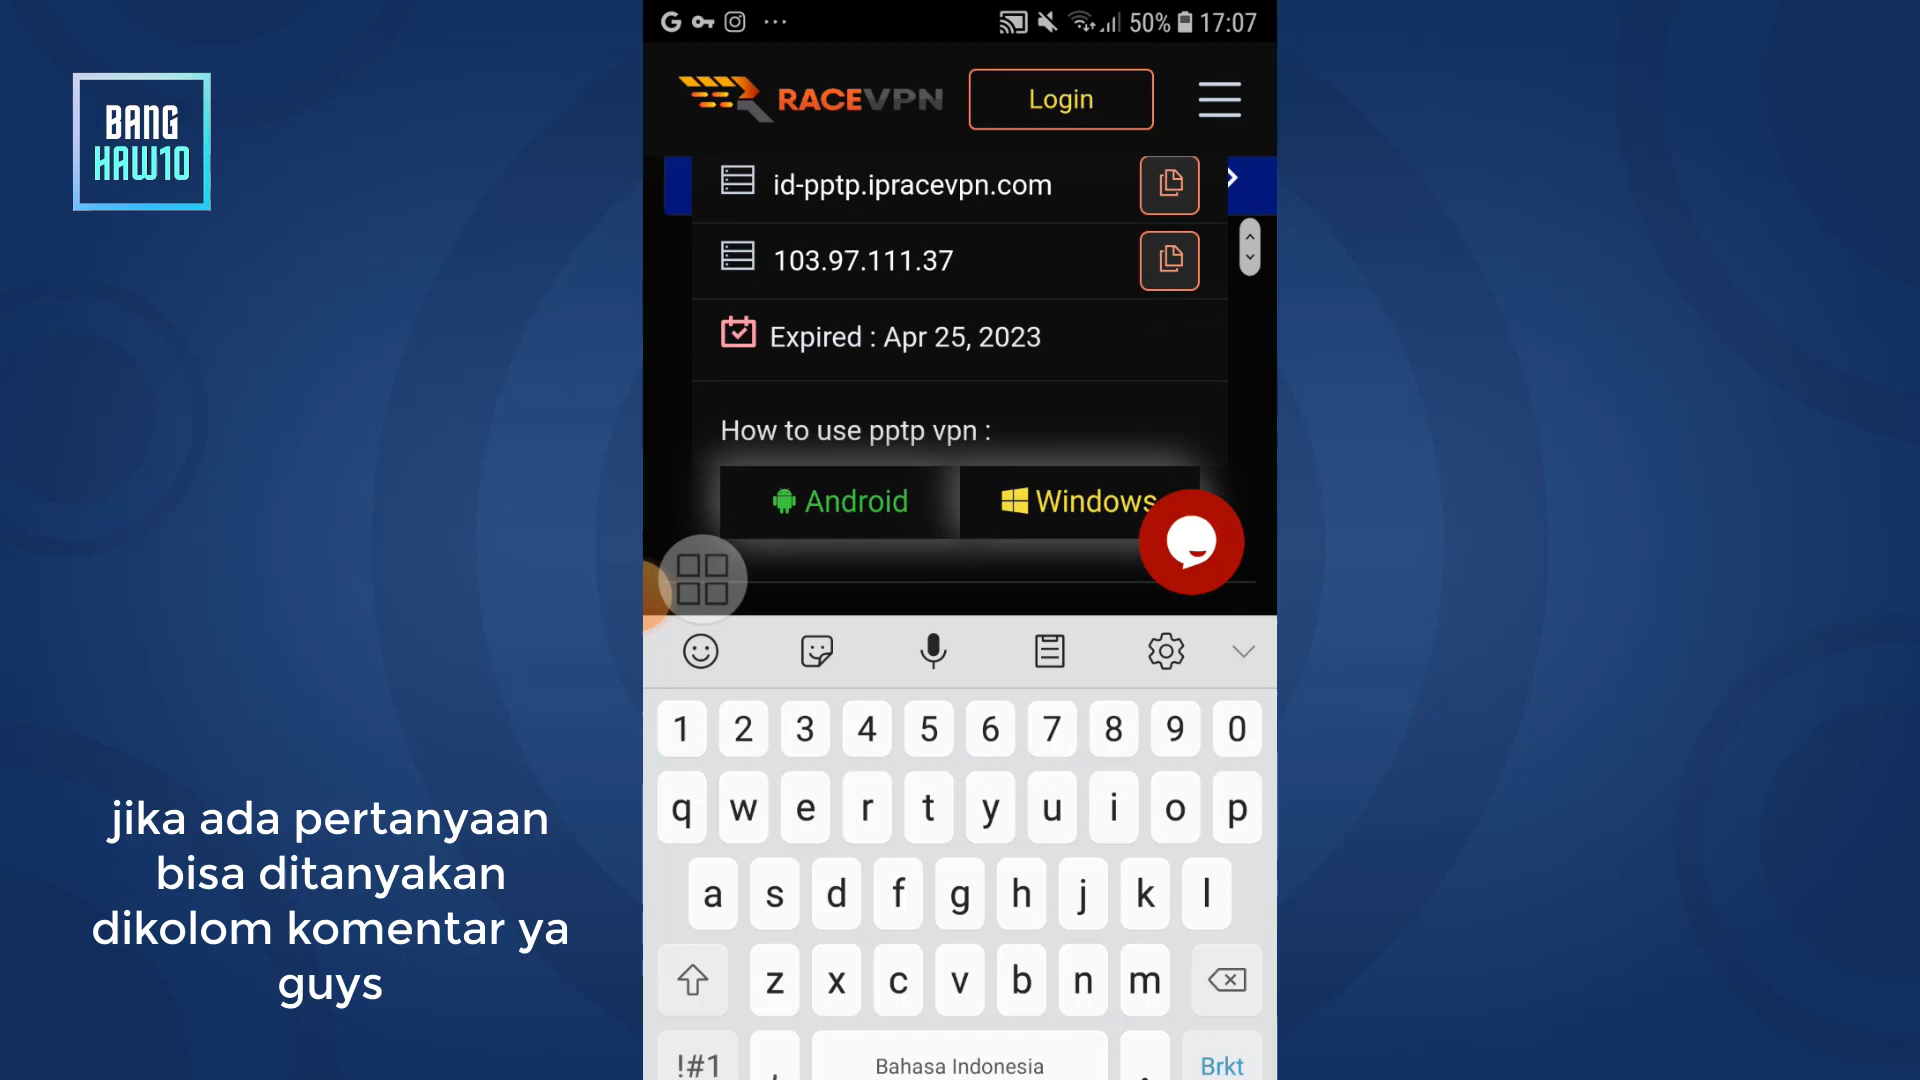 50% 17:07
BANG
HAW10
RACEVPN
Login
id-pptp.ipracevpn.com
103.97.111.37
Expired : Apr 25, 2023
How to use pptp vpn :
Android
Windows
1 2 3 4 5 6 7 8 9 0
q w e r t y u i o p
a s d f g h j k l
z x c v b n m
!#1 , Bahasa Indonesia . Brkt
jika ada pertanyaan
bisa ditanyakan
dikolom komentar ya
guys